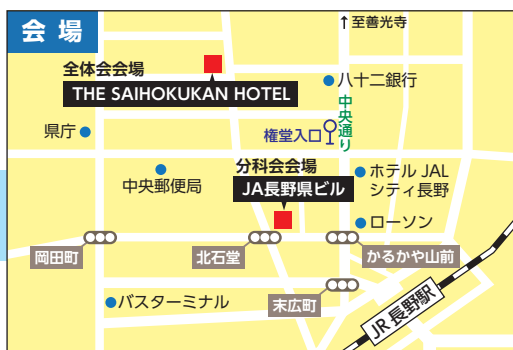 会場
↑至善光寺
全体会会場
THE SAIHOKUKAN HOTEL
八十二銀行
中央通り
権堂入口
県庁
分科会会場
JA長野県ビル
中央郵便局
ホテル JAL
シティ長野
ローソン
岡田町
北石堂
かるかや山前
末広町
バスターミナル
JR 長野駅